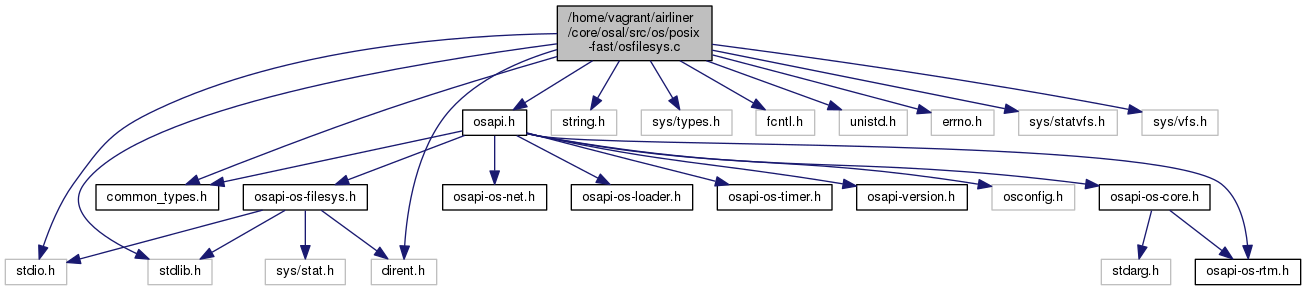 /home/vagrant/airliner
/core/osal/src/os/posix
-fast/osfilesys.c
osapi.h
string.h
sys/types.h
fcntl.h
unistd.h
errno.h
sys/statvfs.h
sys/vfs.h
common_types.h
osapi-os-filesys.h
osapi-os-net.h
osapi-os-loader.h
osapi-os-timer.h
osapi-version.h
osconfig.h
osapi-os-core.h
stdio.h
stdlib.h
sys/stat.h
dirent.h
stdarg.h
osapi-os-rtm.h